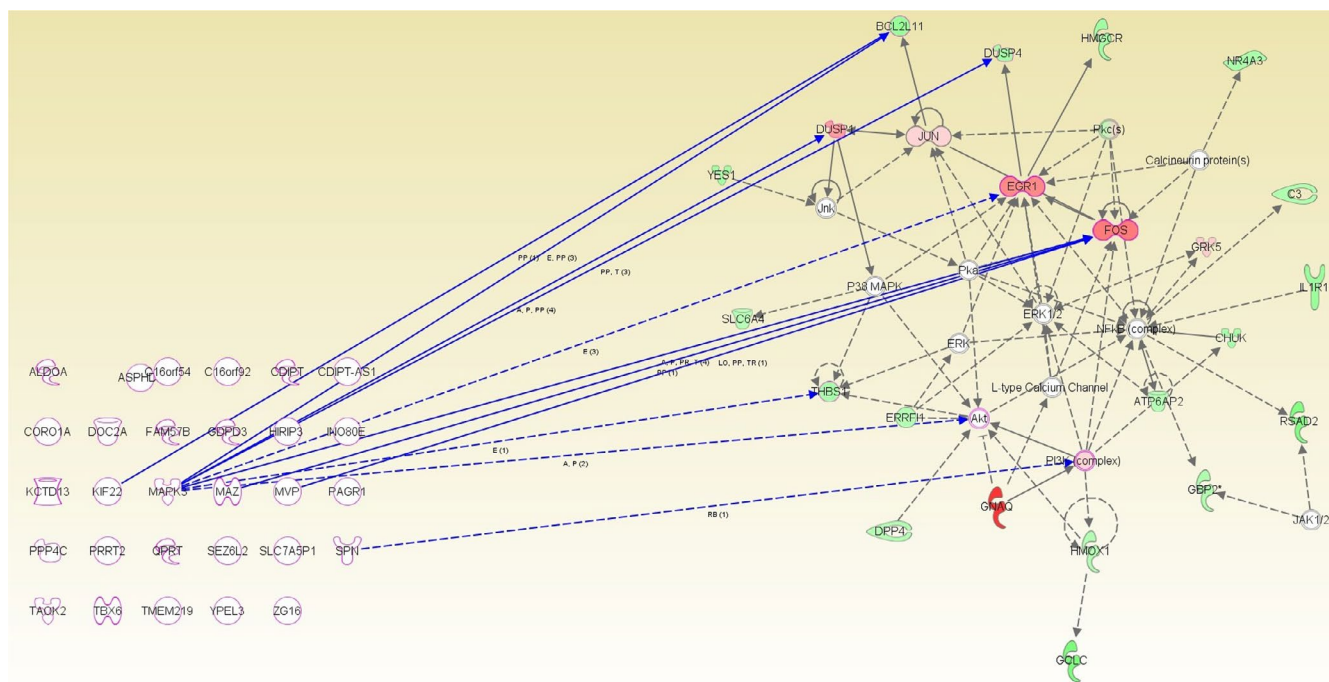 BCL2L11
DUSP4
HMGCR
NR4A3
DUSP1*
JUN
Pkc(s)
Calcineurin protein(s)
YES1
EGR1
C3
Jnk
FOS
GRK5
PP (1) E, PP (3)
PP, T (3)
Pka
P38 MAPK
IL1R1
A, P, PP (4)
SLC6A4
ERK1/2
NFkB (complex)
CHUK
ERK
E (3)
A, P, PP, T (4) LO, PP, TR (1)
PP (1)
ALDOA
ASPHD
C16orf54
C16orf92
CDIPT
CDIPT-AS1
L-type Calcium Channel
THBS1
ATP6AP2
ERRFI1
Akt
RSAD2
CORO1A
DOC2A
FAM57B
GDPD3
HIRIP3
INO80E
E (1)
A, P (2)
PI3K (complex)
KCTD13
KIF22
MAPK3
MAZ
MVP
PAGR1
GBP2*
GNAQ
RB (1)
JAK1/2
DPP4
PPP4C
PRRT2
QPRT
SEZ6L2
SLC7A5P1
SPN
HMOX1
TAOK2
TBX6
TMEM219
YPEL3
ZG16
GCLC